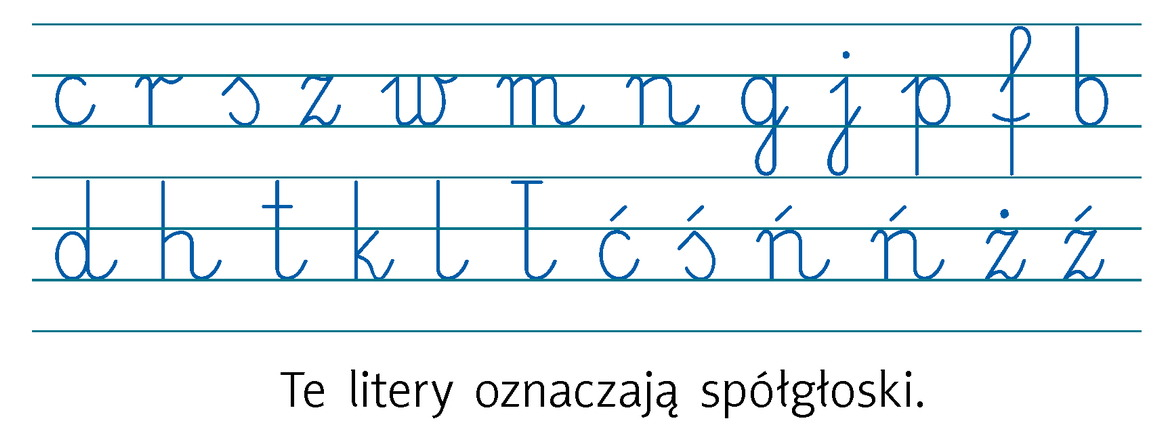 c r s z w m n g j p f b
d h t k l ł ć ś ń ń ż ź
Te litery oznaczają spółgłoski.